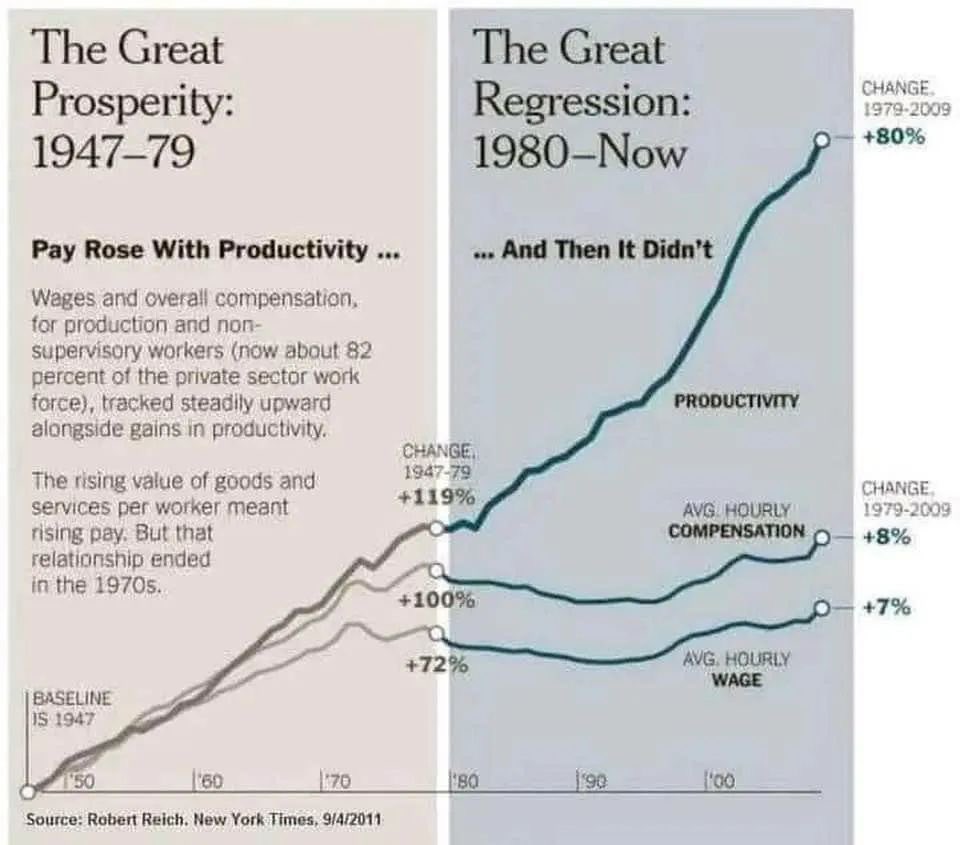 The Great
Prosperity:
1947–79
Pay Rose With Productivity ...
Wages and overall compensation,
for production and non-
supervisory workers (now about 82
percent of the private sector work
force), tracked steadily upward
alongside gains in productivity.
The rising value of goods and
services per worker meant
rising pay. But that
relationship ended
in the 1970s.
BASELINE
IS 1947
CHANGE,
1947-79
+119%
+100%
+72%
The Great
Regression:
1980–Now
... And Then It Didn't
PRODUCTIVITY
AVG. HOURLY
COMPENSATION
AVG. HOURLY
WAGE
CHANGE,
1979-2009
+80%
CHANGE,
1979-2009
+8%
+7%
'50
'60
'70
'80
'90
'00
Source: Robert Reich, New York Times, 9/4/2011